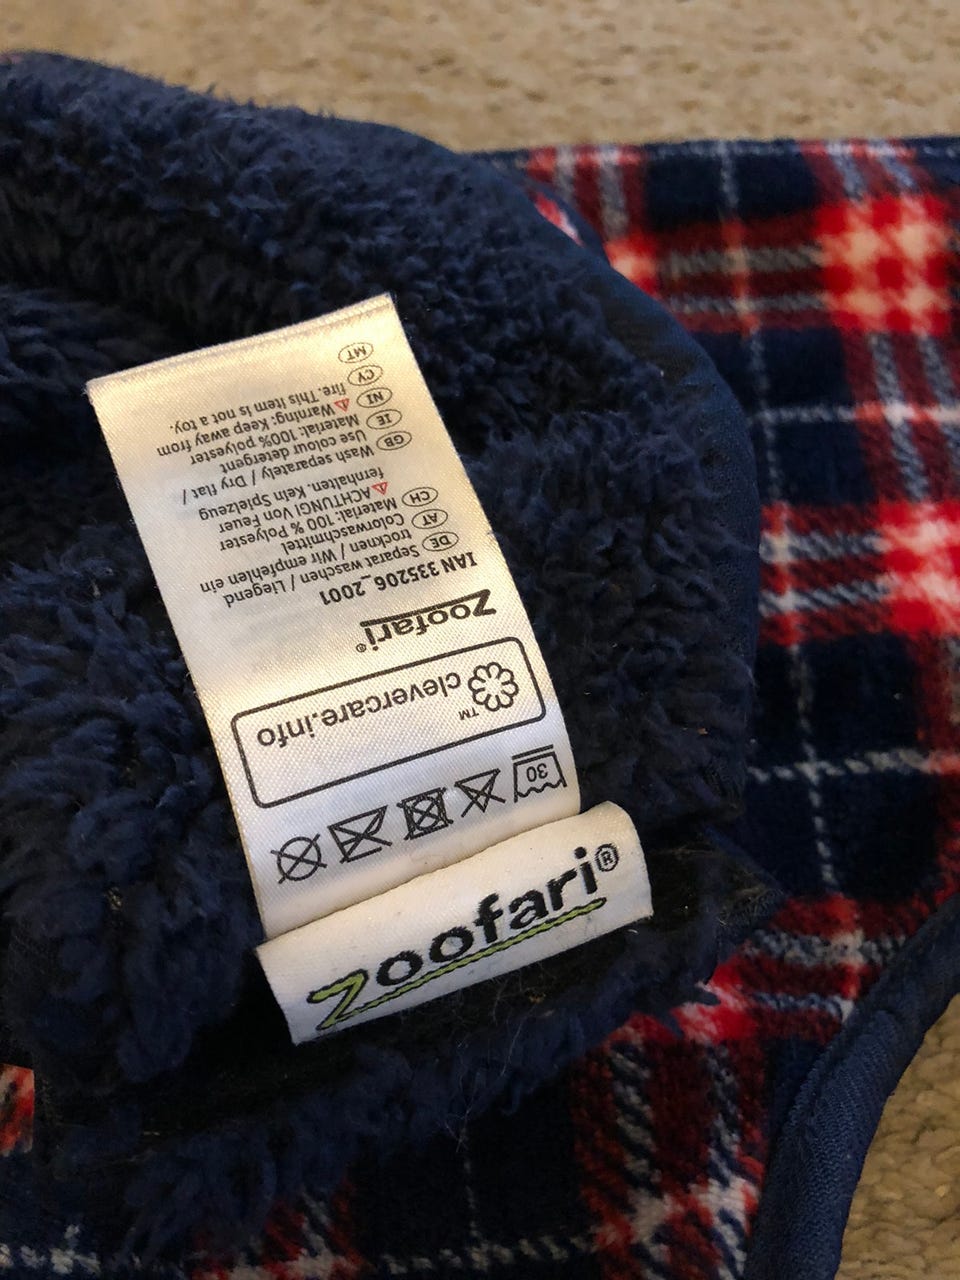 Zoofari®
30
clevercare.info™
Zoofari®
IAN 335206_2001
DE Separat waschen / Liegend
AT trocknen / Wir empfehlen ein
CH Colorwaschmittel
Material: 100 % Polyester
ACHTUNG! Von Feuer
fernhalten. Kein Spielzeug
GB Wash separately / Dry flat /
IE Use colour detergent
NI Material: 100% polyester
CY Warning: Keep away from
MT fire. This item is not a toy.